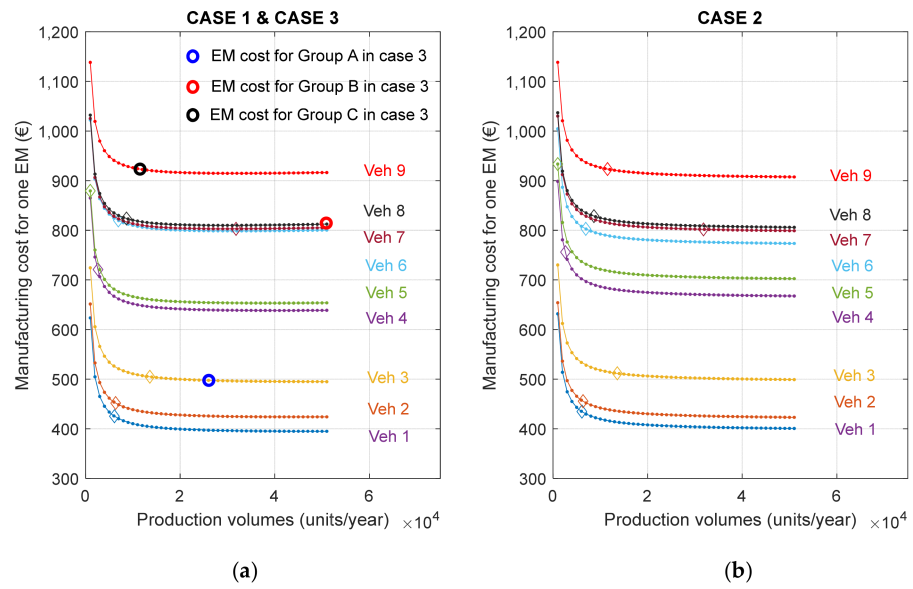 CASE 1 & CASE 3
1,200
1,100
1,000
900
800
700
600
500
400
300
Manufacturing cost for one EM (€)
EM cost for Group A in case 3
EM cost for Group B in case 3
EM cost for Group C in case 3
Veh 9
Veh 8
Veh 7
Veh 6
Veh 5
Veh 4
Veh 3
Veh 2
Veh 1
0 2 4 6
×10^4
Production volumes (units/year)
(a)
CASE 2
1,200
1,100
1,000
900
800
700
600
500
400
300
Manufacturing cost for one EM (€)
Veh 9
Veh 8
Veh 7
Veh 6
Veh 5
Veh 4
Veh 3
Veh 2
Veh 1
0 2 4 6
×10^4
Production volumes (units/year)
(b)